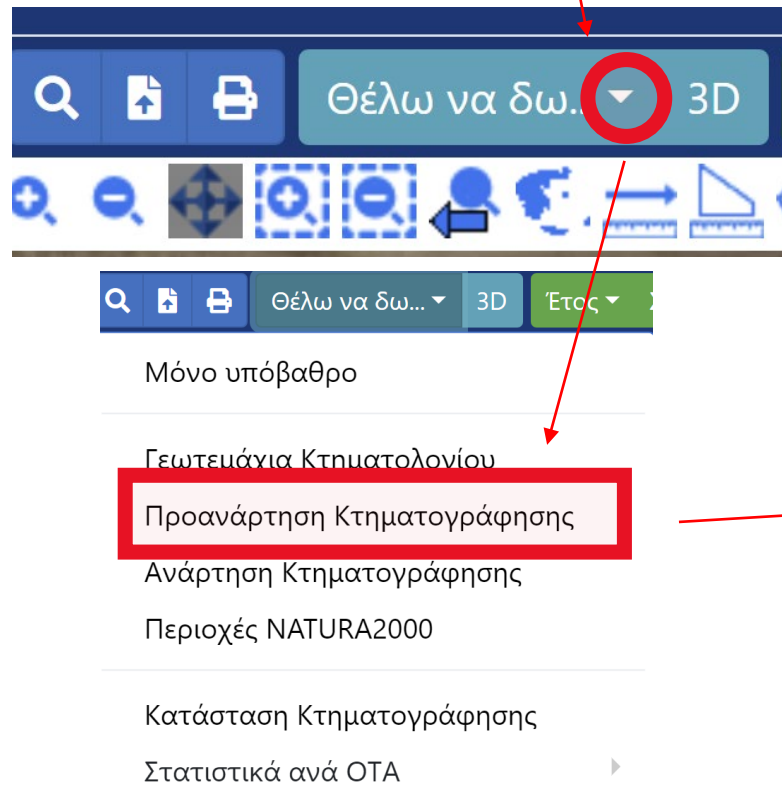 Θέλω να δω..
3D
Θέλω να δω...
3D
Έτος
Μόνο υπόβαθρο
Γεωτεμάχια Κτηματολογίου
Προανάρτηση Κτηματογράφησης
Ανάρτηση Κτηματογράφησης
Περιοχές NATURA2000
Κατάσταση Κτηματογράφησης
Στατιστικά ανά ΟΤΑ